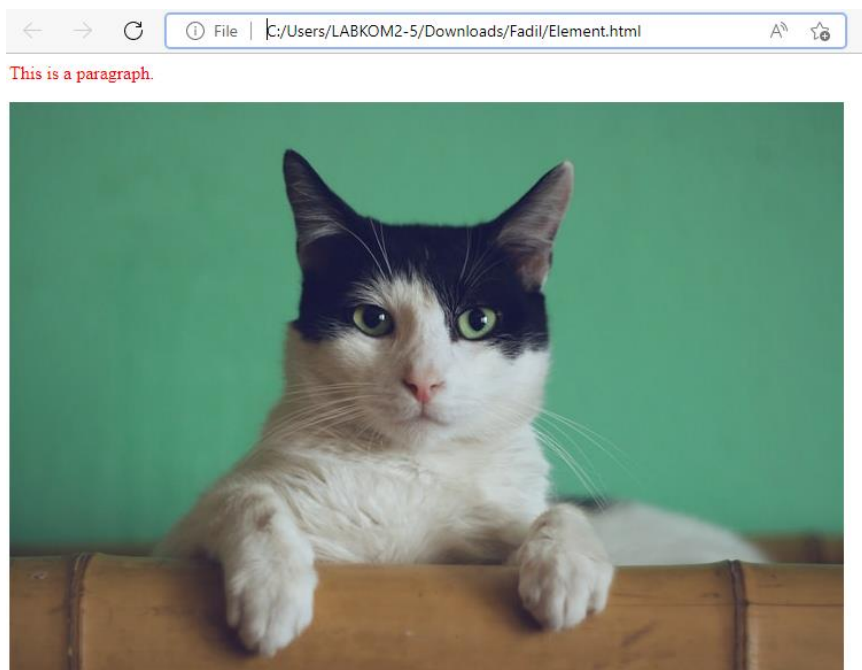 File | C:/Users/LABKOM2-5/Downloads/Fadil/Element.html
This is a paragraph.